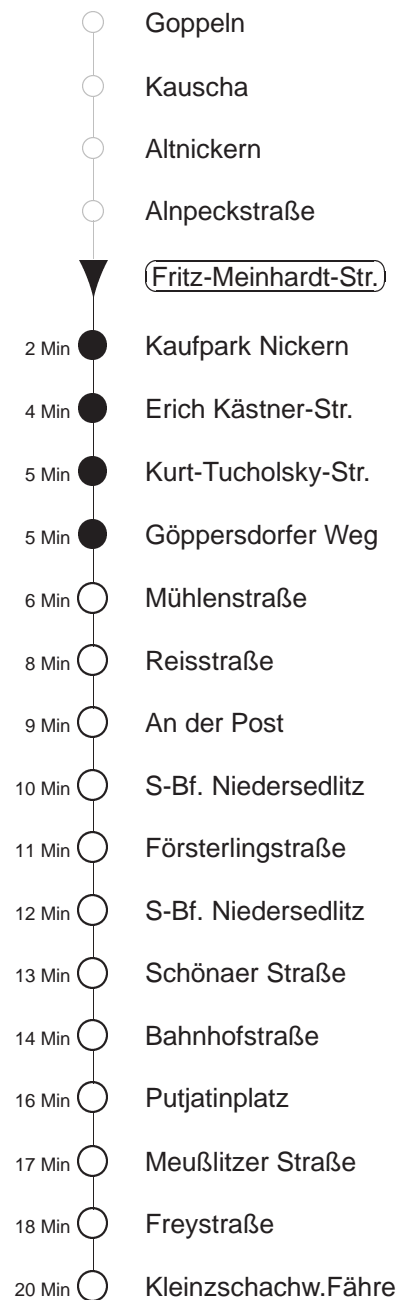 Goppeln
Kauscha
Altnickern
Alnpeckstraße
Fritz-Meinhardt-Str.
2 Min Kaufpark Nickern
4 Min Erich Kästner-Str.
5 Min Kurt-Tucholsky-Str.
5 Min Göppersdorfer Weg
6 Min Mühlenstraße
8 Min Reisstraße
9 Min An der Post
10 Min S-Bf. Niedersedlitz
11 Min Försterlingstraße
12 Min S-Bf. Niedersedlitz
13 Min Schönaer Straße
14 Min Bahnhofstraße
16 Min Putjatinplatz
17 Min Meußlitzer Straße
18 Min Freystraße
20 Min Kleinzschachw.Fähre